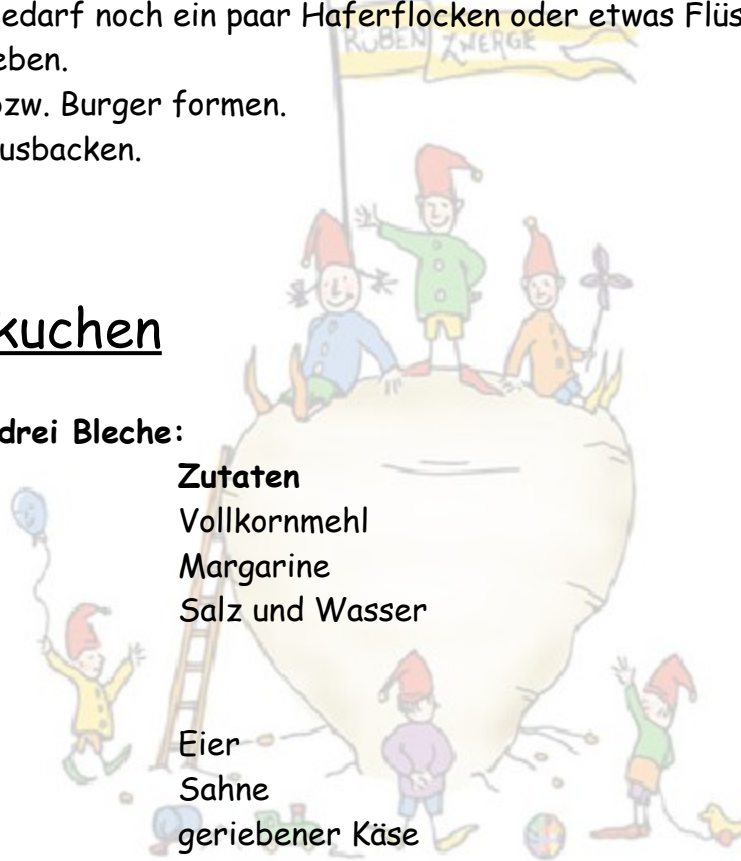 edarf noch ein paar Haferflocken oder etwas Flüs
RÜBEN ZWERGE
eben.
bzw. Burger formen.
usbacken.
kuchen
drei Bleche:
Zutaten
Vollkornmehl
Margarine
Salz und Wasser
Eier
Sahne
geriebener Käse